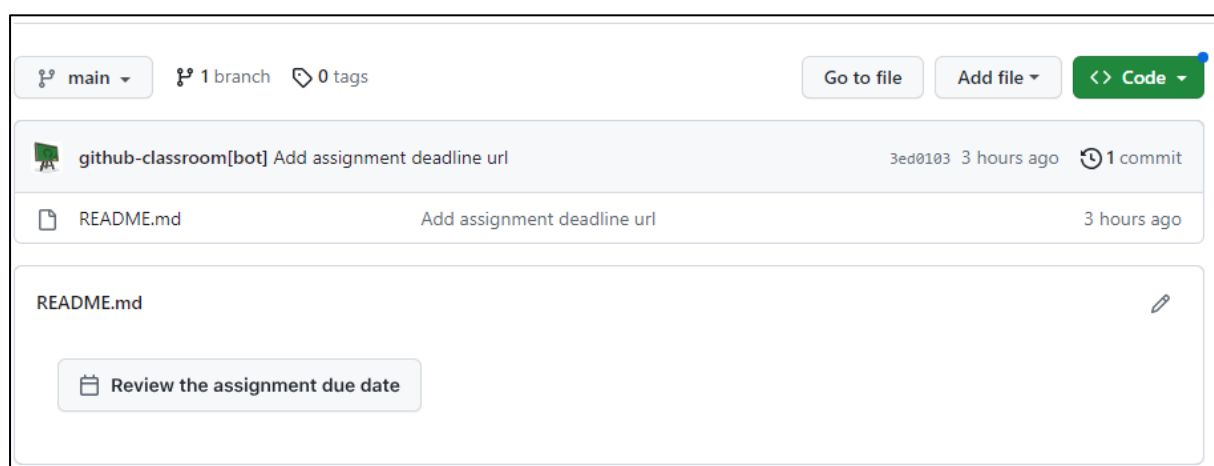 main 1 branch 0 tags Go to file Add file <> Code
github-classroom[bot] Add assignment deadline url 3ed0103 3 hours ago 1 commit
README.md Add assignment deadline url 3 hours ago
README.md
Review the assignment due date